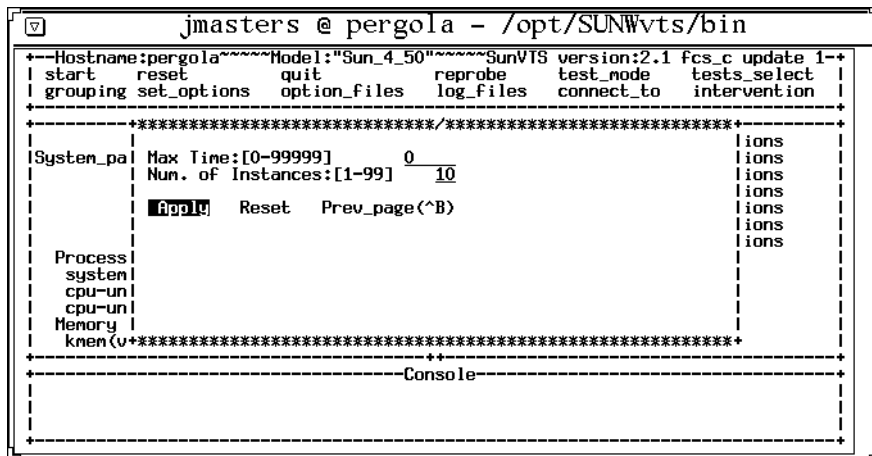 jmasters @ pergola - /opt/SUNWvts/bin
+--Hostname:pergola~~~~~Model:"Sun_4_50"~~~~~SunVTS version:2.1 fcs_c update 1-+
start reset quit reprobe test_mode tests_select
grouping set_options option_files log_files connect_to intervention
ions
System_pa Max Time:[0-99999] 0 ions
Num. of Instances:[1-99] 10 ions
ions
Apply Reset Prev_page(^B) ions
ions
ions
Process
system
cpu-un
cpu-un
Memory
kmem(v
Console